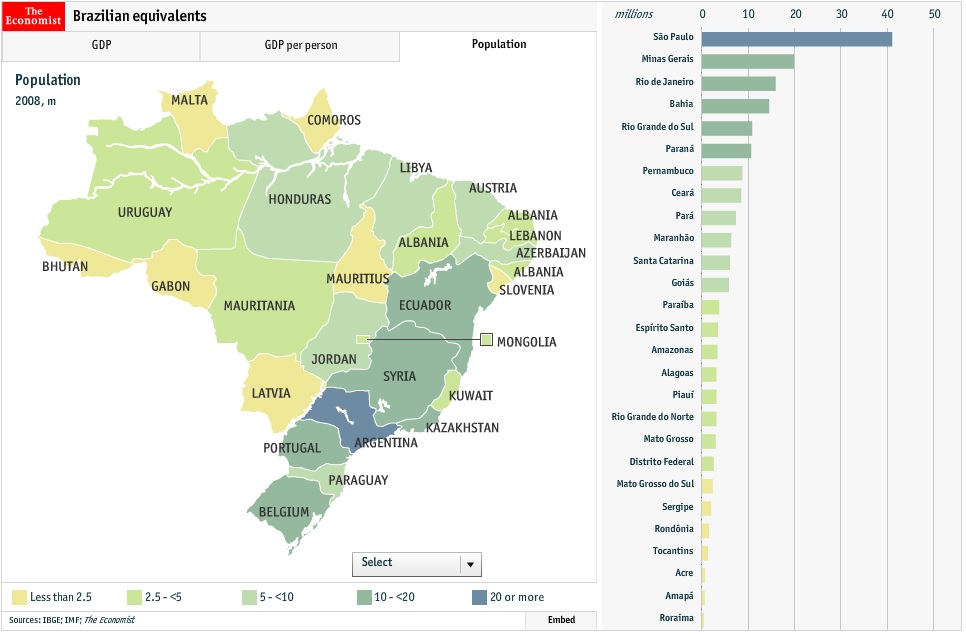 The
Economist
Brazilian equivalents
GDP
GDP per person
Population
Population
2008, m
MALTA
COMOROS
LIBYA
HONDURAS
AUSTRIA
URUGUAY
ALBANIA
LEBANON
ALBANIA
AZERBAIJAN
BHUTAN
ALBANIA
MAURITIUS
GABON
SLOVENIA
MAURITANIA
ECUADOR
MONGOLIA
JORDAN
SYRIA
LATVIA
KUWAIT
KAZAKHSTAN
ARGENTINA
PORTUGAL
PARAGUAY
BELGIUM
Select
Less than 2.5
2.5 - <5
5 - <10
10 - <20
20 or more
Sources: IBGE; IMF; The Economist
Embed
millions
0 10 20 30 40 50
São Paulo
Minas Gerais
Rio de Janeiro
Bahia
Rio Grande do Sul
Paraná
Pernambuco
Ceará
Pará
Maranhão
Santa Catarina
Goiás
Paraíba
Espírito Santo
Amazonas
Alagoas
Piauí
Rio Grande do Norte
Mato Grosso
Distrito Federal
Mato Grosso do Sul
Sergipe
Rondônia
Tocantins
Acre
Amapá
Roraima